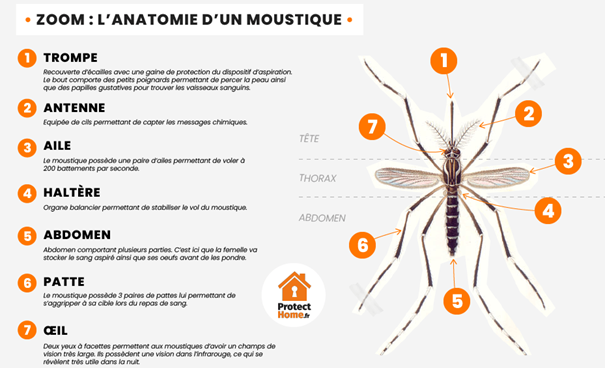 • ZOOM : L'ANATOMIE D'UN MOUSTIQUE •
1 TROMPE
Recouverte d'écailles avec une gaine de protection du dispositif d'aspiration.
Le bout comporte des petits poignards permettant de percer la peau ainsi
que des papilles gustatives pour trouver les vaisseaux sanguins.
2 ANTENNE
Equipée de cils permettant de capter les messages chimiques.
3 AILE
Le moustique possède une paire d'ailes permettant de voler à
200 battements par seconde.
4 HALTÈRE
Organe balancier permettant de stabiliser le vol du moustique.
5 ABDOMEN
Abdomen comportant plusieurs parties. C'est ici que la femelle va
stocker le sang aspiré ainsi que ses oeufs avant de les pondre.
6 PATTE
Le moustique possède 3 paires de pattes lui permettant de
s'aggripper à sa cible lors du repas de sang.
7 ŒIL
Deux yeux à facettes permettent aux moustiques d'avoir un champs de
vision très large. Ils possèdent une vision dans l'infrarouge, ce qui se
révèlent très utile dans la nuit.
Protect
Home.fr
1
2
7
TÊTE
3
THORAX
4
ABDOMEN
6
5